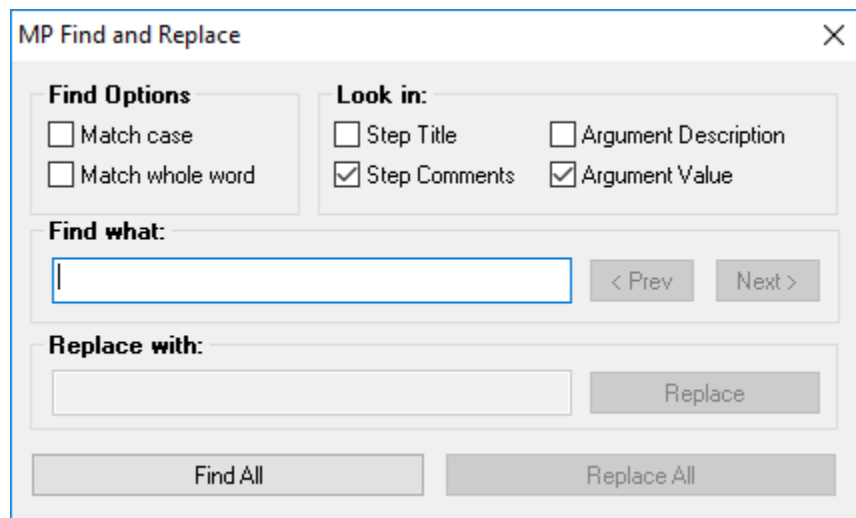 MP Find and Replace
Find Options
Look in:
Match case
Step Title
Argument Description
Match whole word
Step Comments
Argument Value
Find what:
< Prev
Next >
Replace with:
Replace
Find All
Replace All